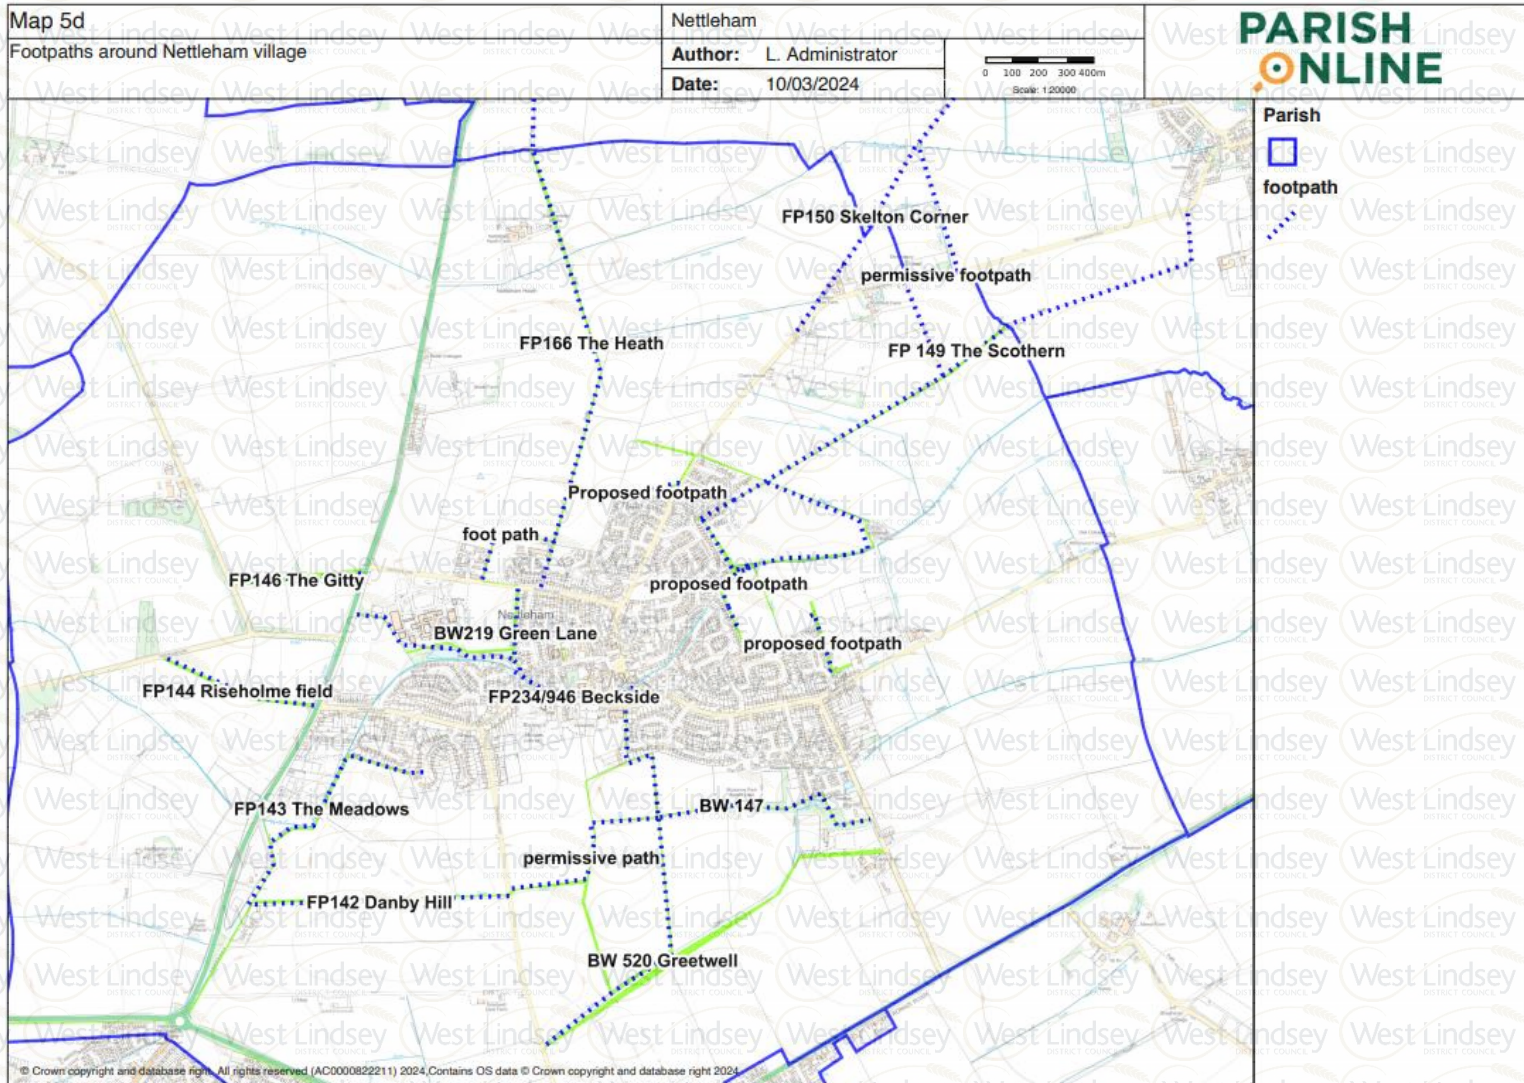 Map 5d
Footpaths around Nettleham village
Nettleham
Author: L. Administrator
Date: 10/03/2024
0 100 200 300 400m
Scale: 1:20000
PARISH
ONLINE
Parish
footpath
FP150 Skelton Corner
permissive footpath
FP166 The Heath
FP 149 The Scothern
Proposed footpath
foot path
FP146 The Gitty
proposed footpath
Nettleham
BW219 Green Lane
proposed footpath
FP144 Riseholme field
FP234/946 Beckside
FP143 The Meadows
BW 147
permissive path
FP142 Danby Hill
BW 520 Greetwell
© Crown copyright and database right. All rights reserved (AC0000822211) 2024,Contains OS data © Crown copyright and database right 2024
West Lindsey
DISTRICT COUNCIL